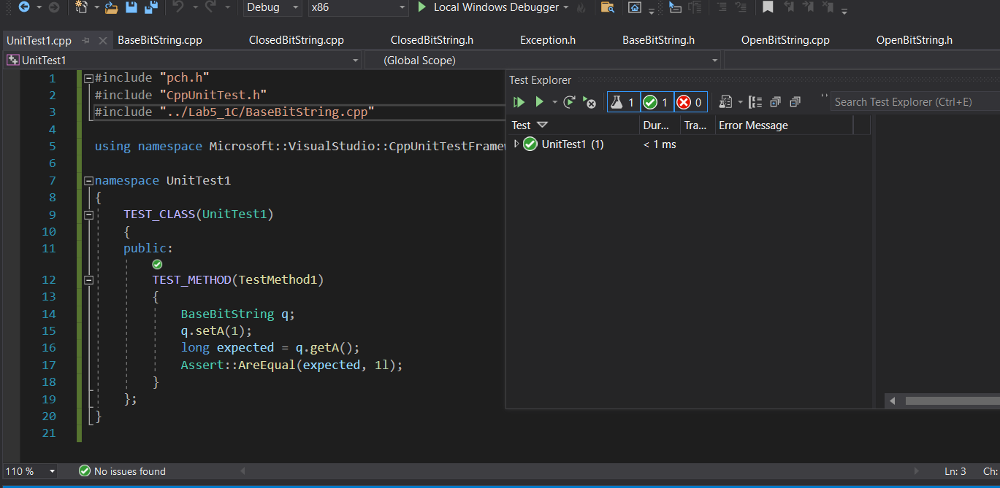 Debug x86 Local Windows Debugger
UnitTest1.cpp BaseBitString.cpp ClosedBitString.cpp ClosedBitString.h Exception.h BaseBitString.h OpenBitString.cpp OpenBitString.h
UnitTest1 (Global Scope)
1 #include "pch.h"
2 #include "CppUnitTest.h"
3 #include "../Lab5_1C/BaseBitString.cpp"
4
5 using namespace Microsoft::VisualStudio::CppUnitTestFramew
6
7 namespace UnitTest1
8 {
9 TEST_CLASS(UnitTest1)
10 {
11 public:
12 TEST_METHOD(TestMethod1)
13 {
14 BaseBitString q;
15 q.setA(1);
16 long expected = q.getA();
17 Assert::AreEqual(expected, 1l);
18 }
19 };
20 }
21
Test Explorer
1 1 0 Search Test Explorer (Ctrl+E)
Test Dur... Tra... Error Message
UnitTest1 (1) < 1 ms
110 % No issues found Ln: 3 Ch: